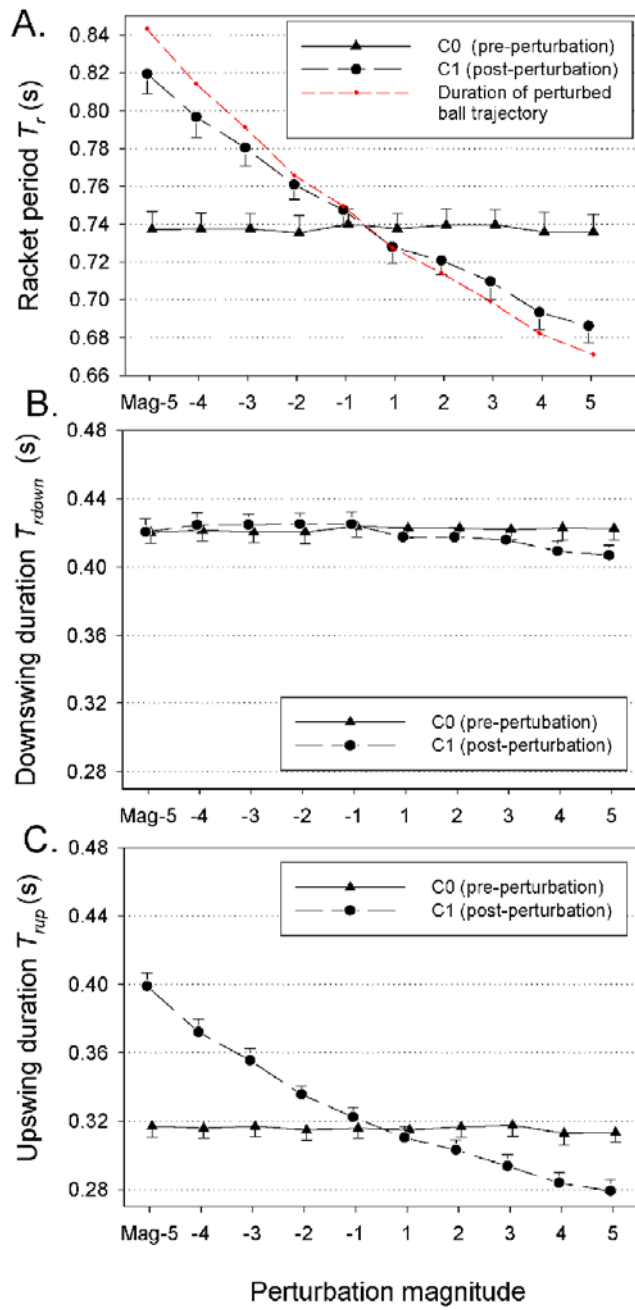 A.
0.84
0.82
0.80
0.78
0.76
0.74
0.72
0.70
0.68
0.66
Racket period Tr (s)
C0 (pre-perturbation)
C1 (post-perturbation)
Duration of perturbed
ball trajectory
Mag-5 -4 -3 -2 -1 1 2 3 4 5
B.
0.48
0.44
0.40
0.36
0.32
0.28
Downswing duration Trdown (s)
C0 (pre-pertubation)
C1 (post-perturbation)
Mag-5 -4 -3 -2 -1 1 2 3 4 5
C.
0.48
0.44
0.40
0.36
0.32
0.28
Upswing duration Trup (s)
C0 (pre-perturbation)
C1 (post-perturbation)
Mag-5 -4 -3 -2 -1 1 2 3 4 5
Perturbation magnitude